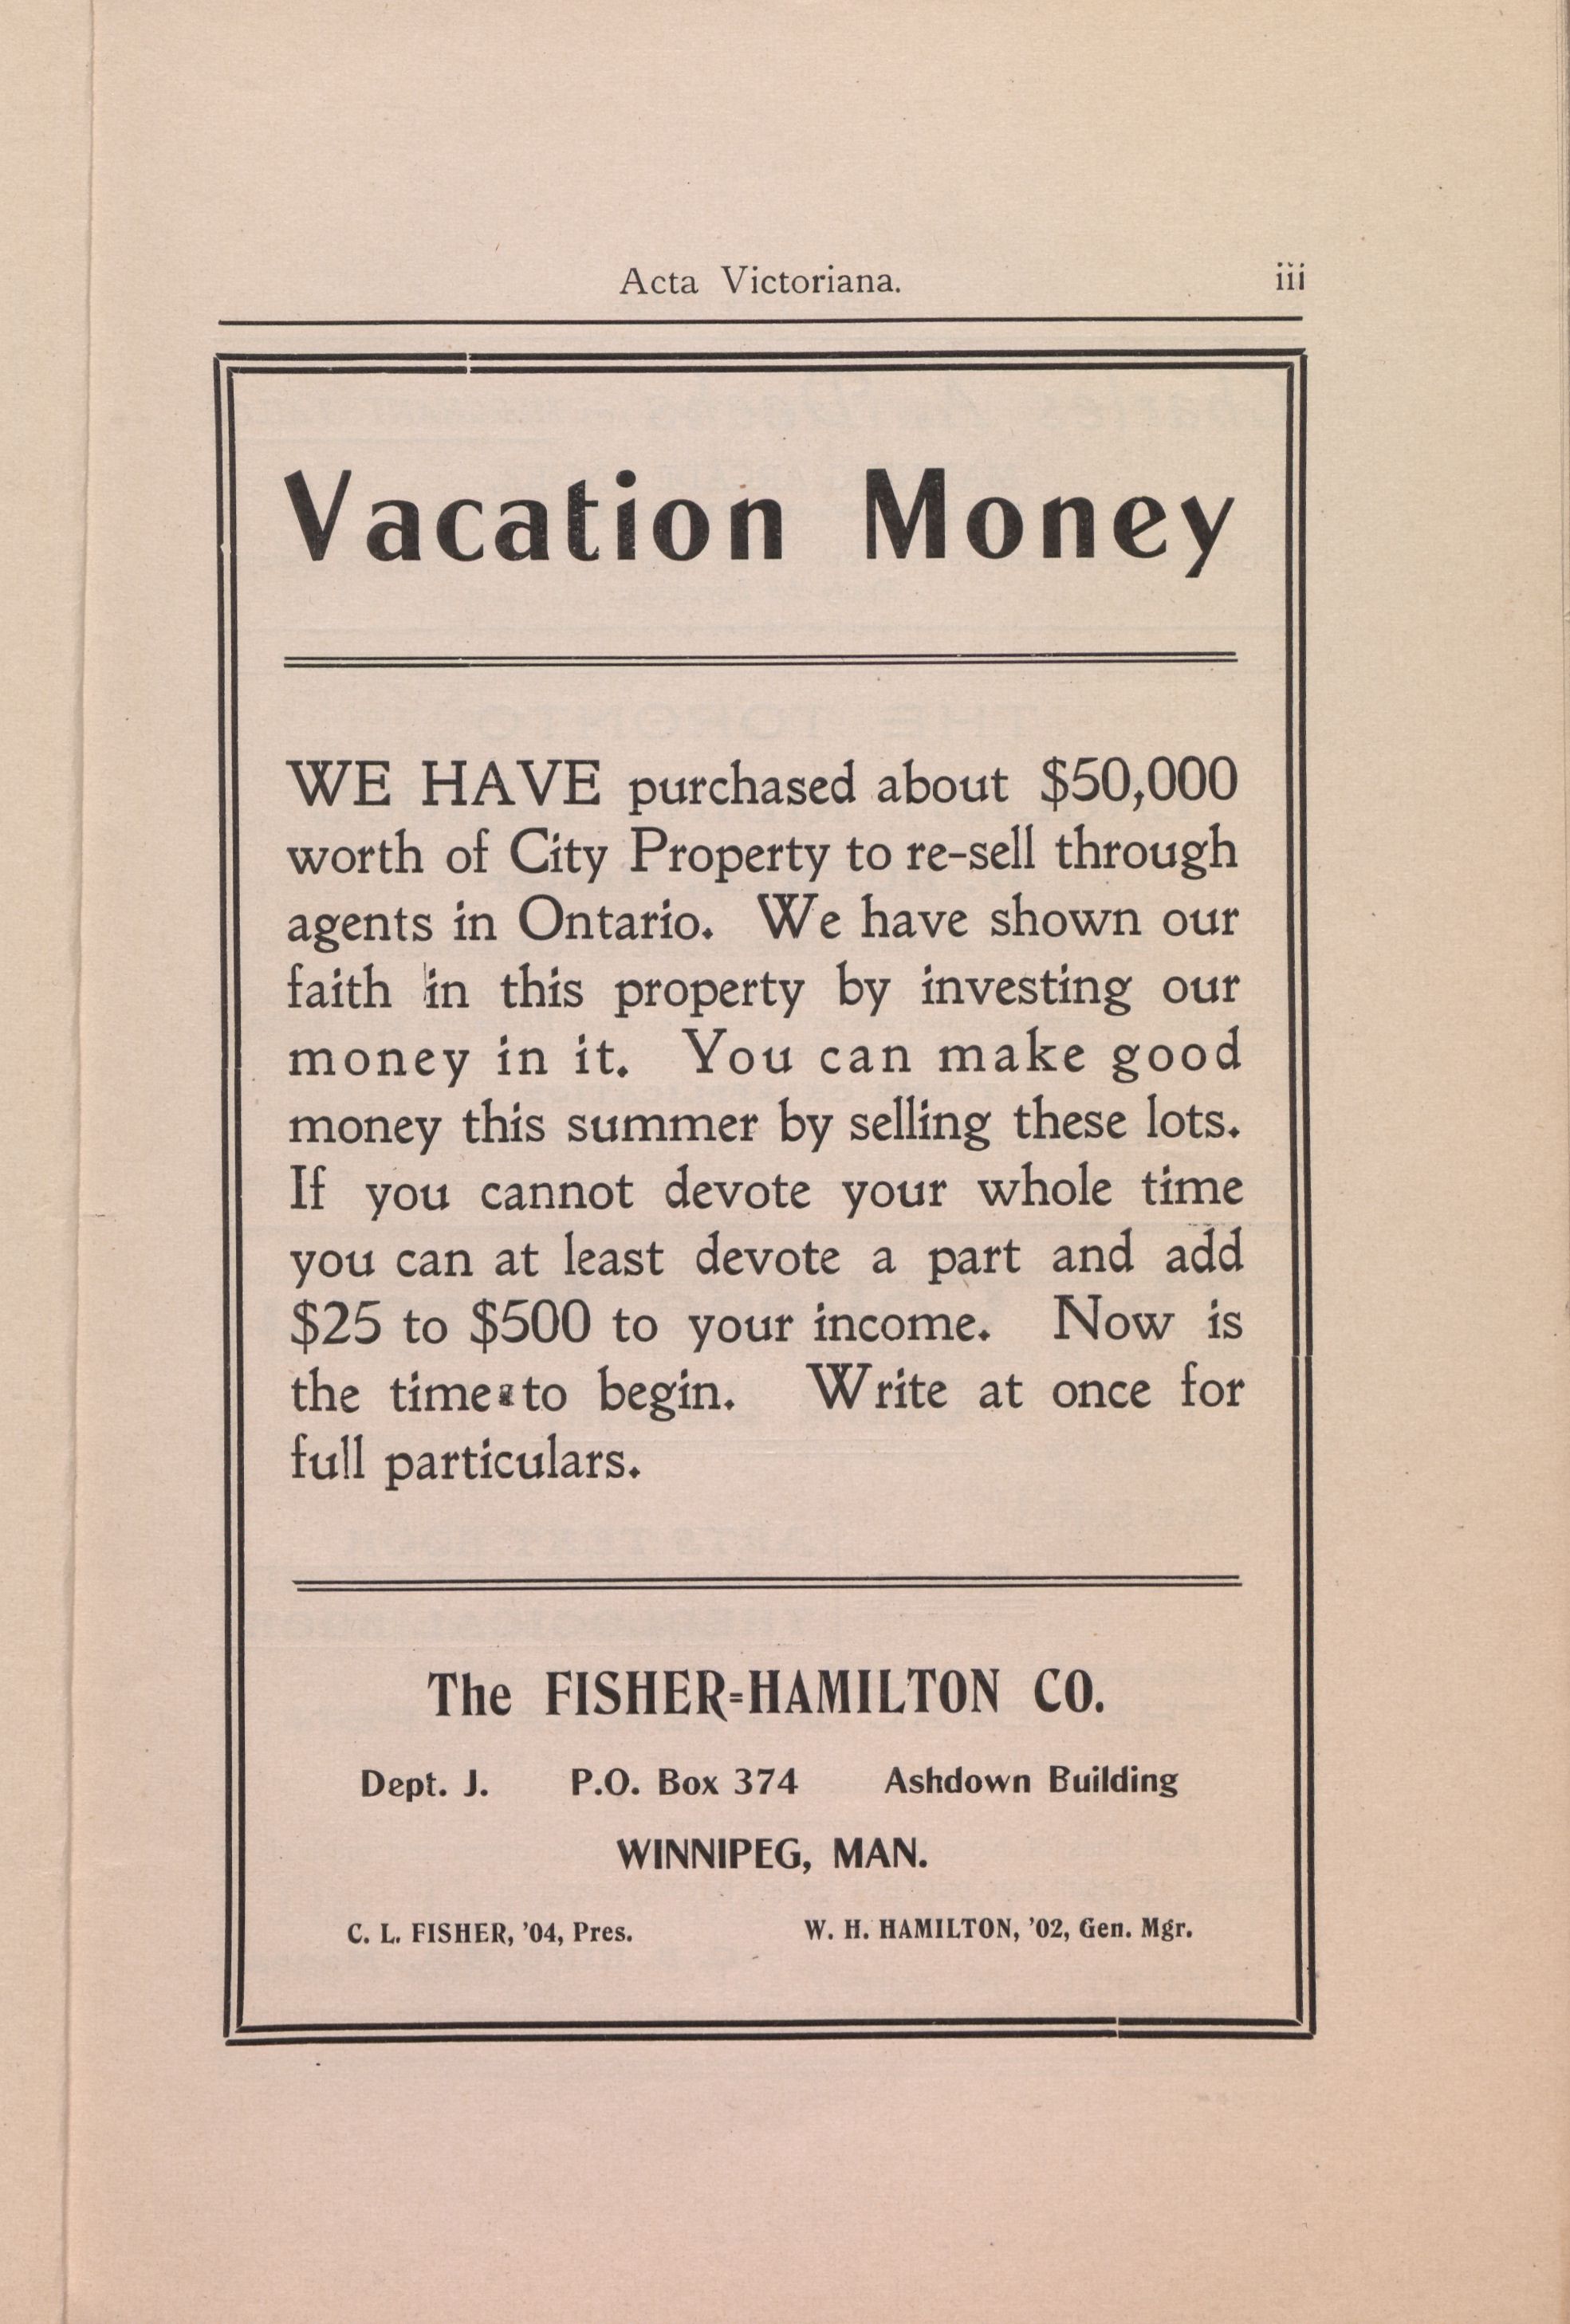 Acta Victoriana. iii
Vacation Money
WE HAVE purchased about $50,000
worth of City Property to re-sell through
agents in Ontario. We have shown our
faith in this property by investing our
money in it. You can make good
money this summer by selling these lots.
If you cannot devote your whole time
you can at least devote a part and add
$25 to $500 to your income. Now is
the time to begin. Write at once for
full particulars.
The FISHER-HAMILTON CO.
Dept. J. P.O. Box 374 Ashdown Building
WINNIPEG, MAN.
C. L. FISHER, '04, Pres. W. H. HAMILTON, '02, Gen. Mgr.